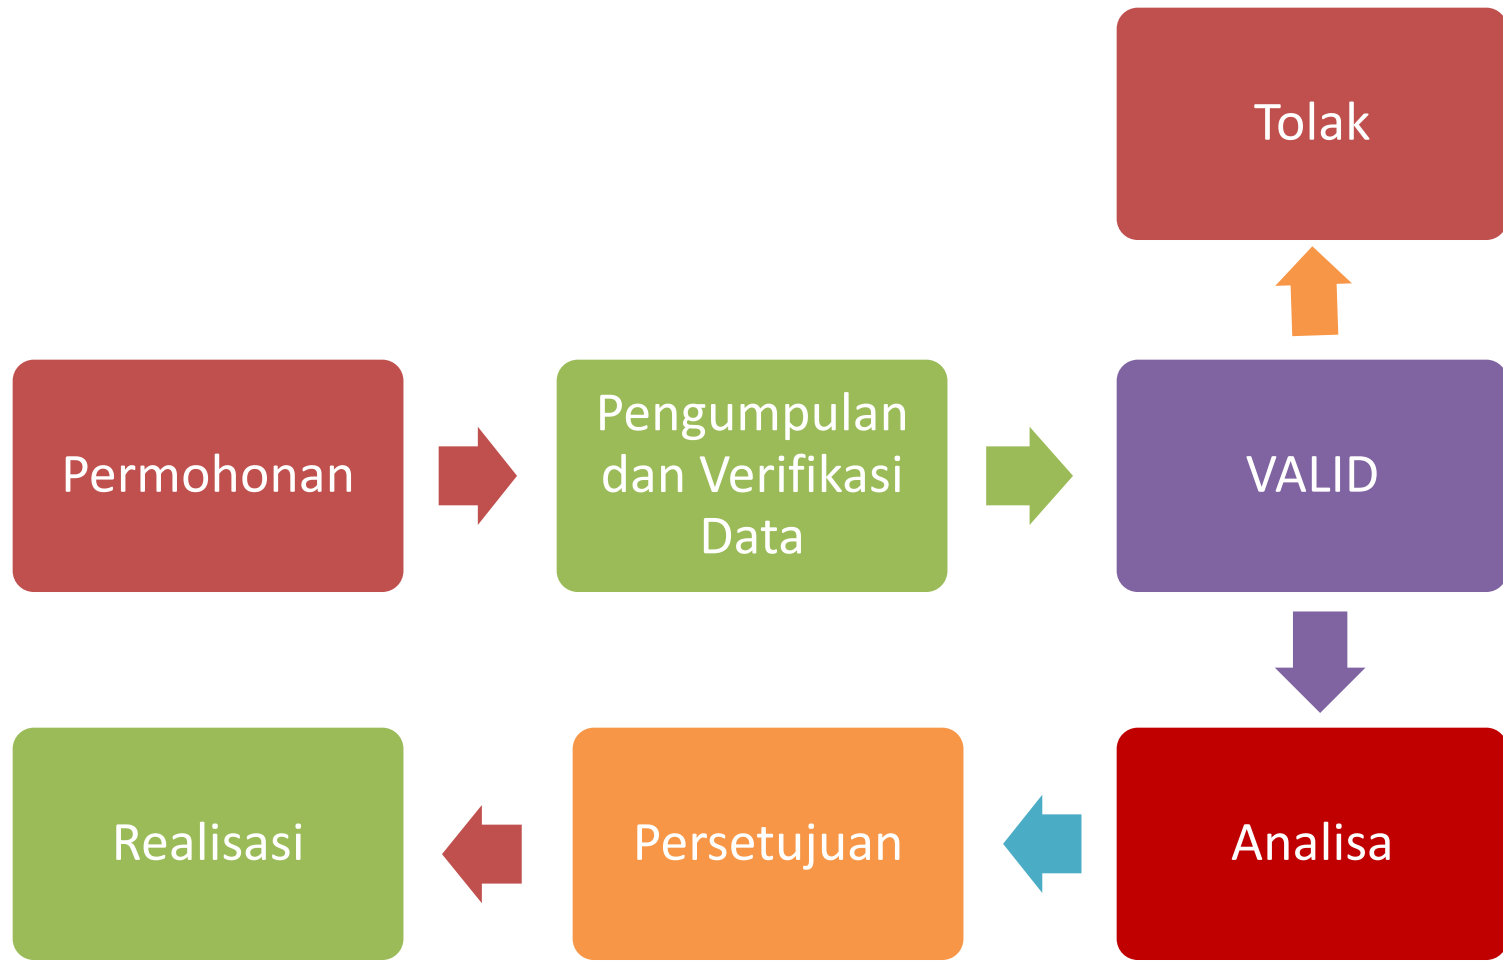 Tolak
Permohonan
Pengumpulan
dan Verifikasi
Data
VALID
Realisasi
Persetujuan
Analisa